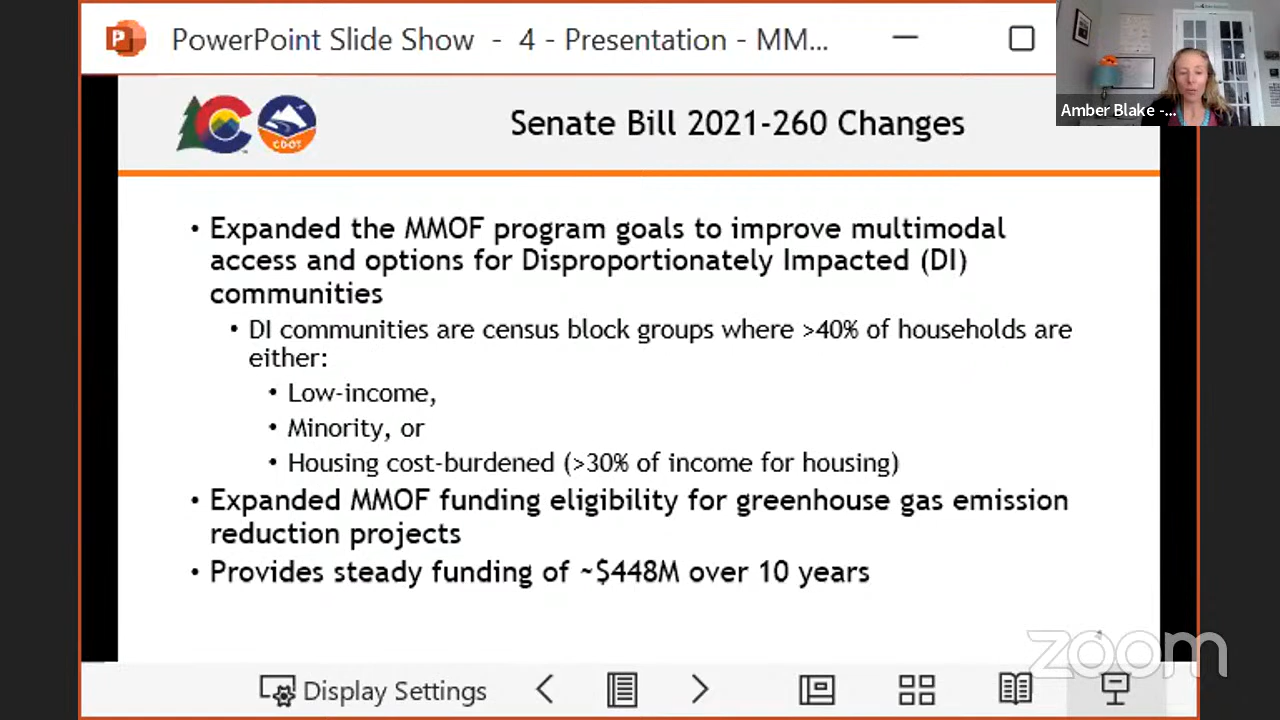 PowerPoint Slide Show - 4 - Presentation - MM...
Amber Blake -...
CDOT
Senate Bill 2021-260 Changes
• Expanded the MMOF program goals to improve multimodal
access and options for Disproportionately Impacted (DI)
communities
• DI communities are census block groups where >40% of households are
either:
• Low-income,
• Minority, or
• Housing cost-burdened (>30% of income for housing)
• Expanded MMOF funding eligibility for greenhouse gas emission
reduction projects
• Provides steady funding of ~$448M over 10 years
4
zoom
Display Settings